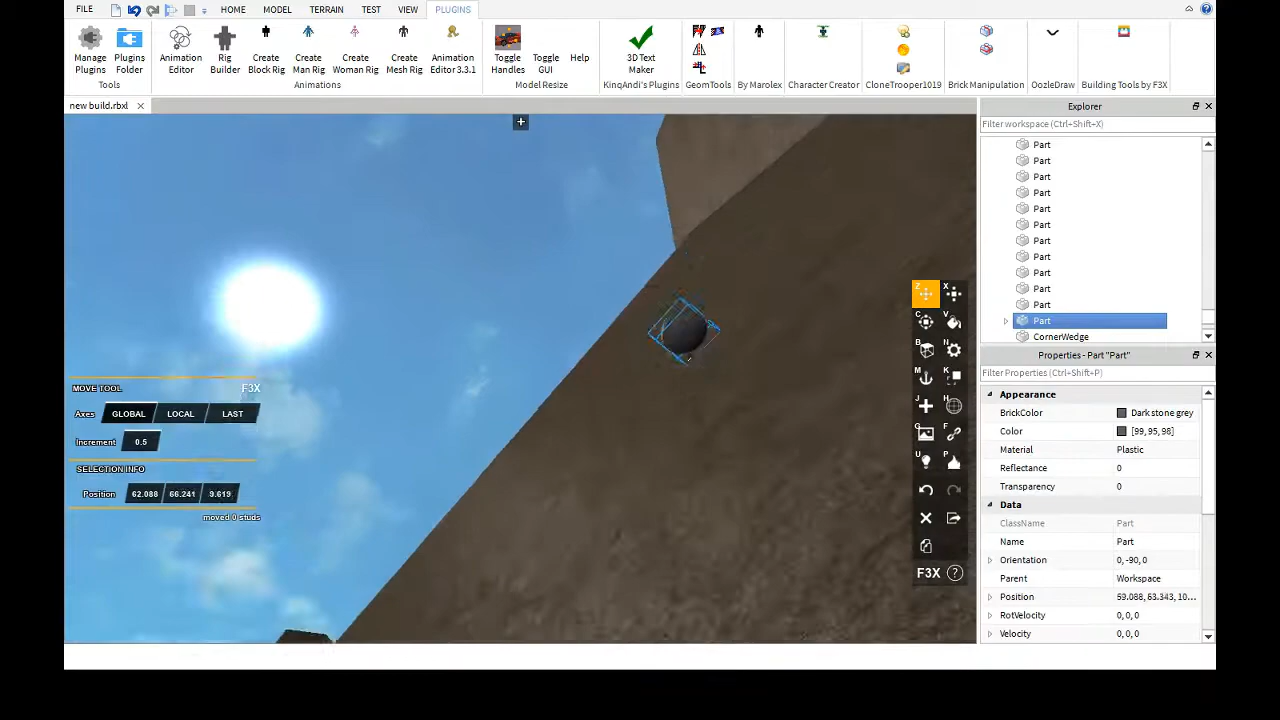 FILE HOME MODEL TERRAIN TEST VIEW PLUGINS
Manage Plugins
Plugins Folder
Tools
Animation Editor
Rig Builder
Create Block Rig
Create Man Rig
Create Woman Rig
Create Mesh Rig
Animation Editor 3.3.1
Animations
Toggle Handles
Toggle GUI
Help
Model Resize
3D Text Maker
KinqAndi's Plugins
GeomTools
By Marolex
Character Creator
CloneTrooper1019
Brick Manipulation
OozleDraw
Building Tools by F3X
new build.rbxl
MOVE TOOL F3X
Axes GLOBAL LOCAL LAST
Increment 0.5
SELECTION INFO
Position 62.088 66.241 9.619
moved 0 studs
Z X
C V
B N
M K
J H
G F
U P
F3X ?
Explorer
Filter workspace (Ctrl+Shift+X)
Part
Part
Part
Part
Part
Part
Part
Part
Part
Part
Part
Part
CornerWedge
Properties - Part "Part"
Filter Properties (Ctrl+Shift+P)
Appearance
BrickColor Dark stone grey
Color [99, 95, 98]
Material Plastic
Reflectance 0
Transparency 0
Data
ClassName Part
Name Part
Orientation 0, -90, 0
Parent Workspace
Position 59.088, 63.343, 10...
RotVelocity 0, 0, 0
Velocity 0, 0, 0